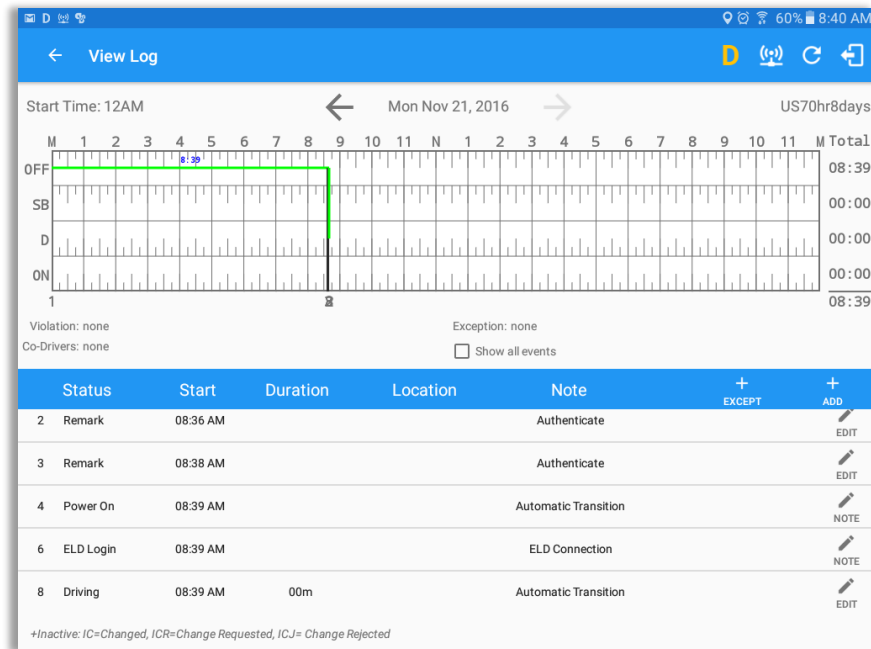 D 60% 8:40 AM
View Log D
Start Time: 12AM Mon Nov 21, 2016 US70hr8days
M 1 2 3 4 5 6 7 8 9 10 11 N 1 2 3 4 5 6 7 8 9 10 11 M Total
8:39
OFF 08:39
SB 00:00
D 00:00
ON 00:00
1 08:39
Violation: none Exception: none
Co-Drivers: none Show all events
Status Start Duration Location Note + EXCEPT + ADD
2 Remark 08:36 AM Authenticate EDIT
3 Remark 08:38 AM Authenticate EDIT
4 Power On 08:39 AM Automatic Transition NOTE
6 ELD Login 08:39 AM ELD Connection NOTE
8 Driving 08:39 AM 00m Automatic Transition EDIT
+Inactive: IC=Changed, ICR=Change Requested, ICJ= Change Rejected